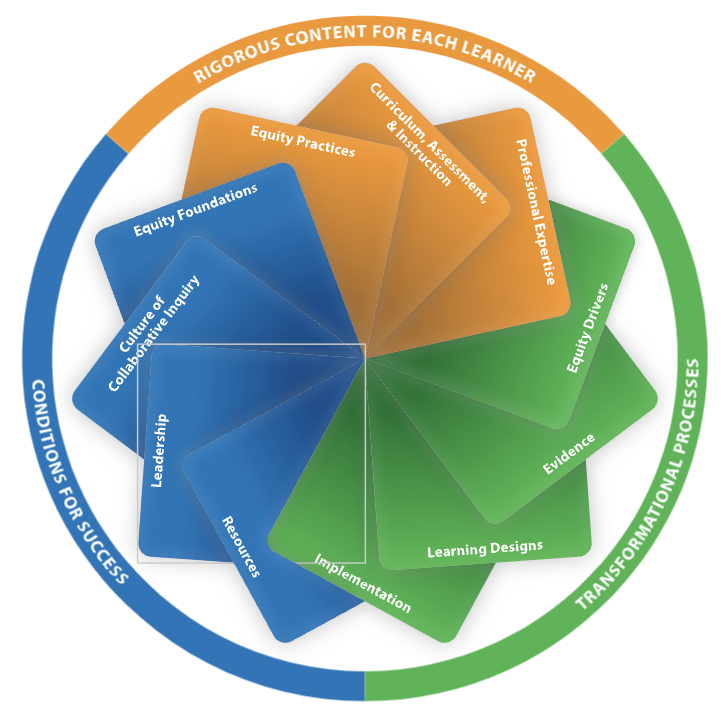 RIGOROUS CONTENT FOR EACH LEARNER
Equity Practices
Curriculum, Assessment,
& Instruction
Professional Expertise
Equity Drivers
Evidence
Learning Designs
Implementation
TRANSFORMATIONAL PROCESSES
Equity Foundations
Culture of
Collaborative Inquiry
Leadership
Resources
CONDITIONS FOR SUCCESS